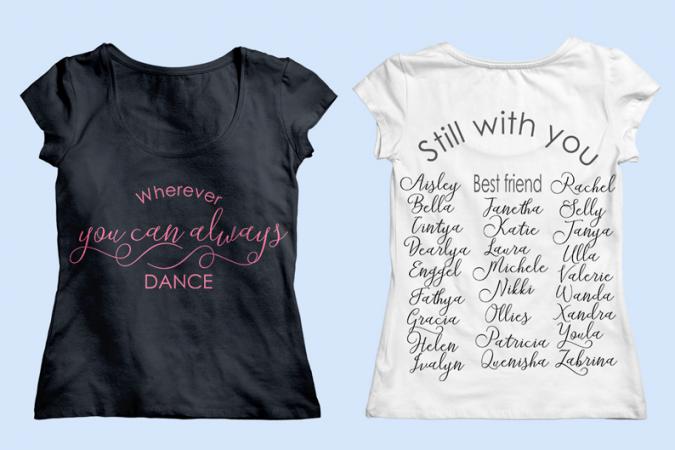 Wherever
you can always
DANCE
Still with you
Aisley Best friend Rachel
Bella Janetha Selly
Cintya Katie Tanya
Dearlya Laura Ulla
Enggel Michele Valerie
Fathya Nikki Wanda
Gracia Ollies Xandra
Helen Patricia Youla
Ivalyn Quenisha Zabrina